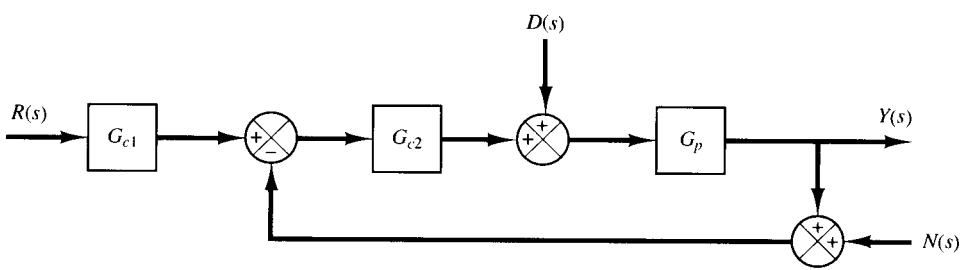 D(s)
R(s)
G_{c1}
+
−
G_{c2}
+
+
G_p
Y(s)
+
+
N(s)